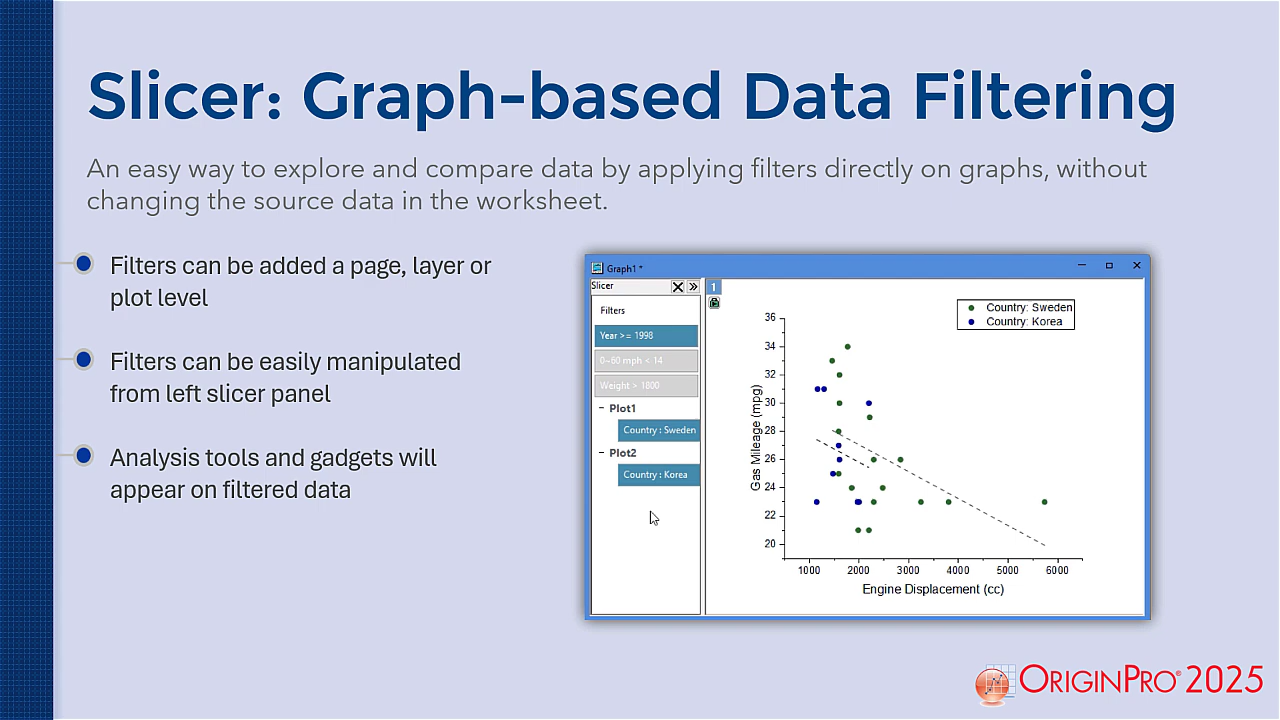 Slicer: Graph-based Data Filtering
An easy way to explore and compare data by applying filters directly on graphs, without
changing the source data in the worksheet.
Filters can be added a page, layer or
plot level
Filters can be easily manipulated
from left slicer panel
Analysis tools and gadgets will
appear on filtered data
Graph1 *
Slicer
Filters
Year >= 1998
0~60 mph < 14
Weight > 1800
Plot1
Country : Sweden
Plot2
Country : Korea
1
Country: Sweden
Country: Korea
36
34
32
30
28
26
24
22
20
Gas Mileage (mpg)
1000 2000 3000 4000 5000 6000
Engine Displacement (cc)
ORIGINPRO® 2025